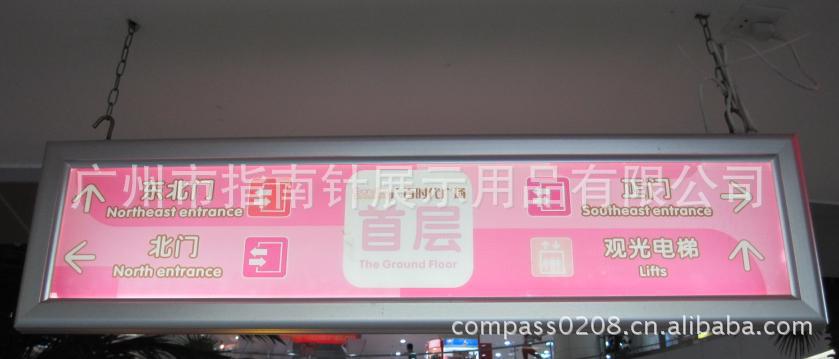 广州市指南针展示用品有限公司
东北门
Northeast entrance
北门
North entrance
首层
The Ground Floor
正门
Southeast entrance
观光电梯
Lifts
compass0208.cn.alibaba.com